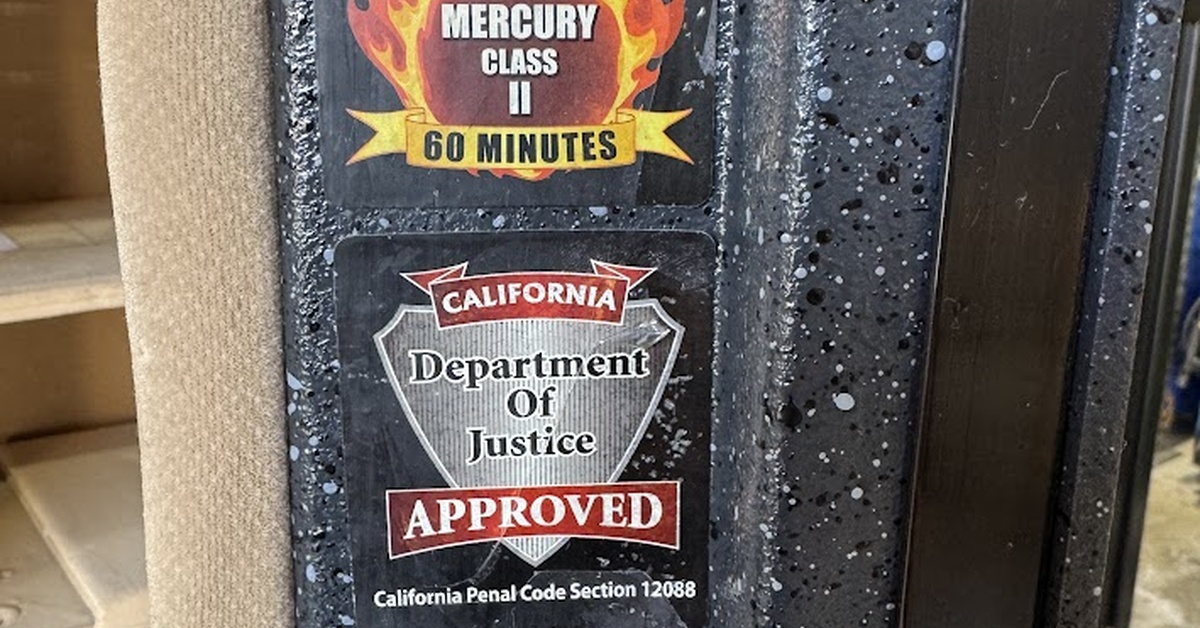 MERCURY
CLASS
II
60 MINUTES
CALIFORNIA
Department
Of
Justice
APPROVED
California Penal Code Section 12088